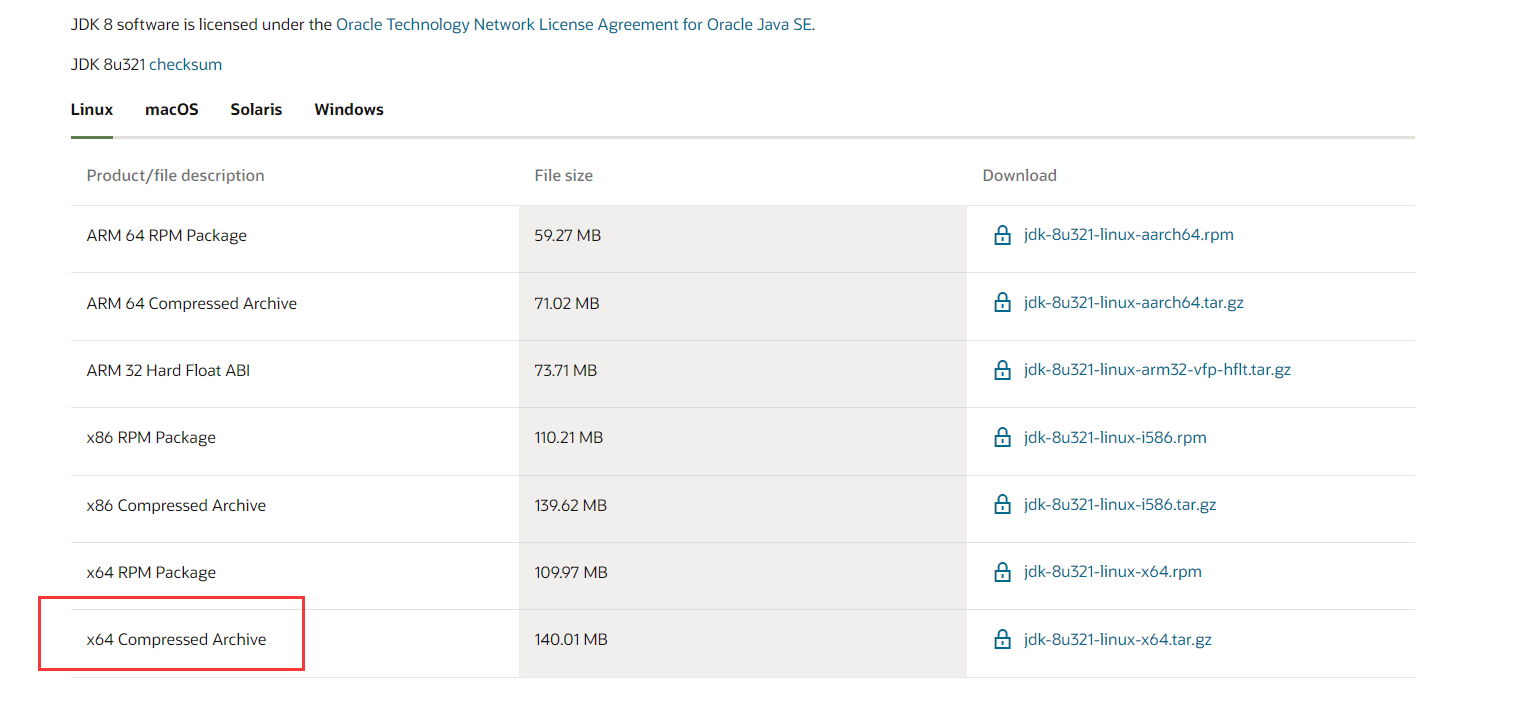 JDK 8 software is licensed under the Oracle Technology Network License Agreement for Oracle Java SE.
JDK 8u321 checksum
Linux macOS Solaris Windows
Product/file description File size Download
ARM 64 RPM Package 59.27 MB jdk-8u321-linux-aarch64.rpm
ARM 64 Compressed Archive 71.02 MB jdk-8u321-linux-aarch64.tar.gz
ARM 32 Hard Float ABI 73.71 MB jdk-8u321-linux-arm32-vfp-hflt.tar.gz
x86 RPM Package 110.21 MB jdk-8u321-linux-i586.rpm
x86 Compressed Archive 139.62 MB jdk-8u321-linux-i586.tar.gz
x64 RPM Package 109.97 MB jdk-8u321-linux-x64.rpm
x64 Compressed Archive 140.01 MB jdk-8u321-linux-x64.tar.gz